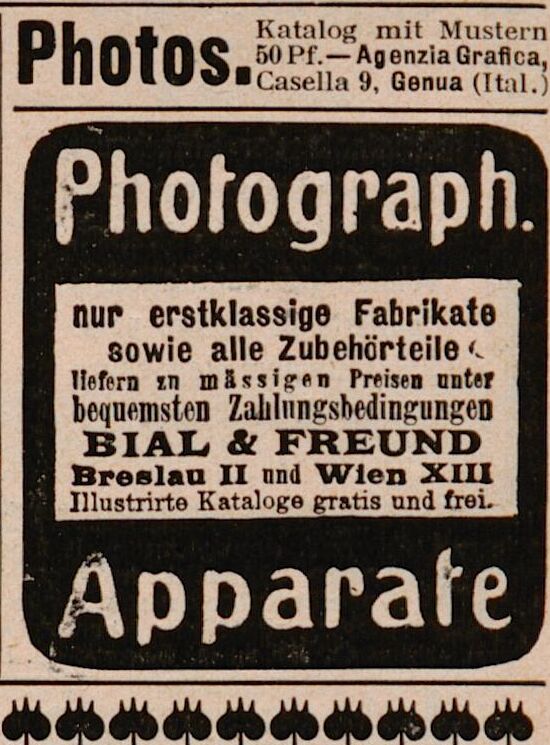 Photos.
Katalog mit Mustern
50 Pf.— Agenzia Grafica,
Casella 9, Genua (Ital.)
Photograph.
nur erstklassige Fabrikate
sowie alle Zubehörteile
liefern zu mässigen Preisen unter
bequemsten Zahlungsbedingungen
BIAL & FREUND
Breslau II und Wien XIII
Illustrirte Kataloge gratis und frei.
Apparate